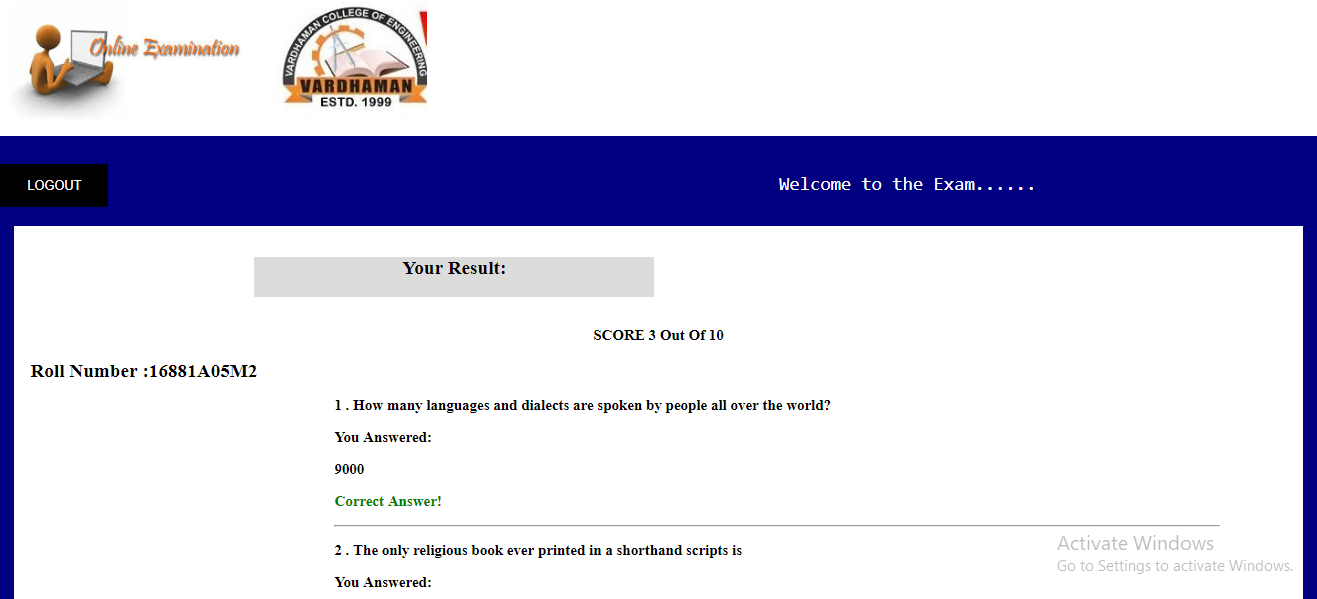 Online Examination
VARDHAMAN COLLEGE OF ENGINEERING
VARDHAMAN
ESTD. 1999
LOGOUT
Welcome to the Exam......
Your Result:
SCORE 3 Out Of 10
Roll Number :16881A05M2
1 . How many languages and dialects are spoken by people all over the world?
You Answered:
9000
Correct Answer!
2 . The only religious book ever printed in a shorthand scripts is
You Answered:
Activate Windows
Go to Settings to activate Windows.